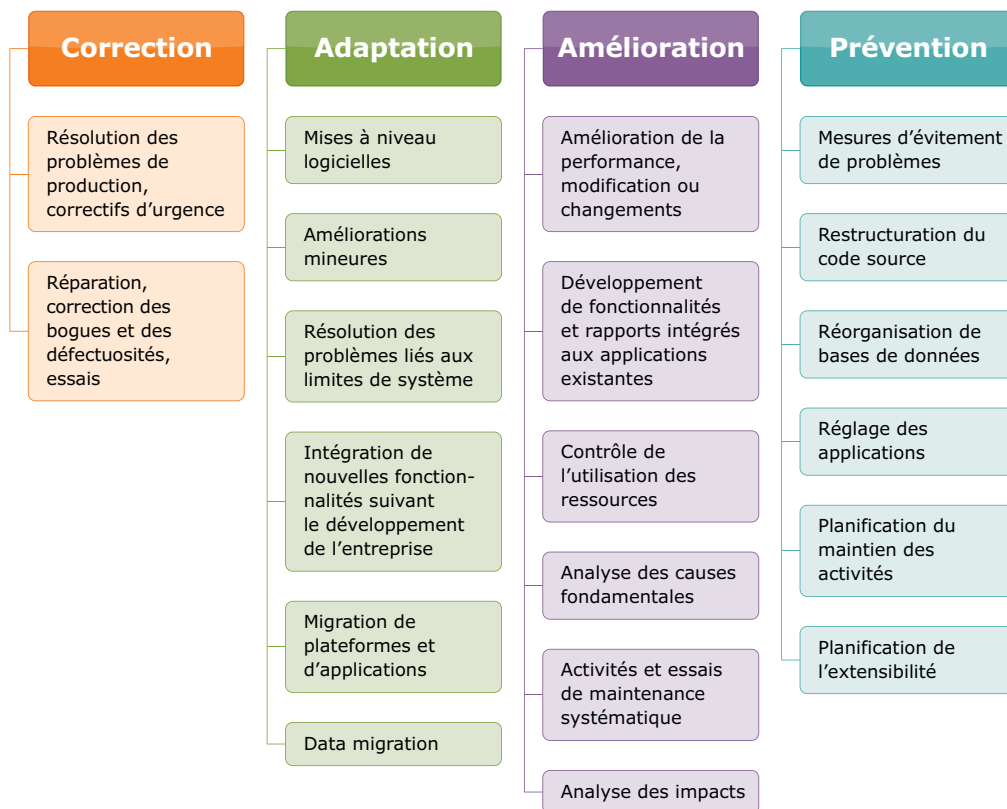 Correction
Résolution des
problèmes de
production,
correctifs d’urgence
Réparation,
correction des
bogues et des
défectuosités,
essais
Adaptation
Mises à niveau
logicielles
Améliorations
mineures
Résolution des
problèmes liés aux
limites de système
Intégration de
nouvelles fonction-
nalités suivant
le développement
de l’entreprise
Migration de
plateformes et
d’applications
Data migration
Amélioration
Amélioration de la
performance,
modification ou
changements
Développement
de fonctionnalités
et rapports intégrés
aux applications
existantes
Contrôle de
l’utilisation des
ressources
Analyse des causes
fondamentales
Activités et essais
de maintenance
systématique
Analyse des impacts
Prévention
Mesures d’évitement
de problèmes
Restructuration du
code source
Réorganisation de
bases de données
Réglage des
applications
Planification du
maintien des
activités
Planification de
l’extensibilité